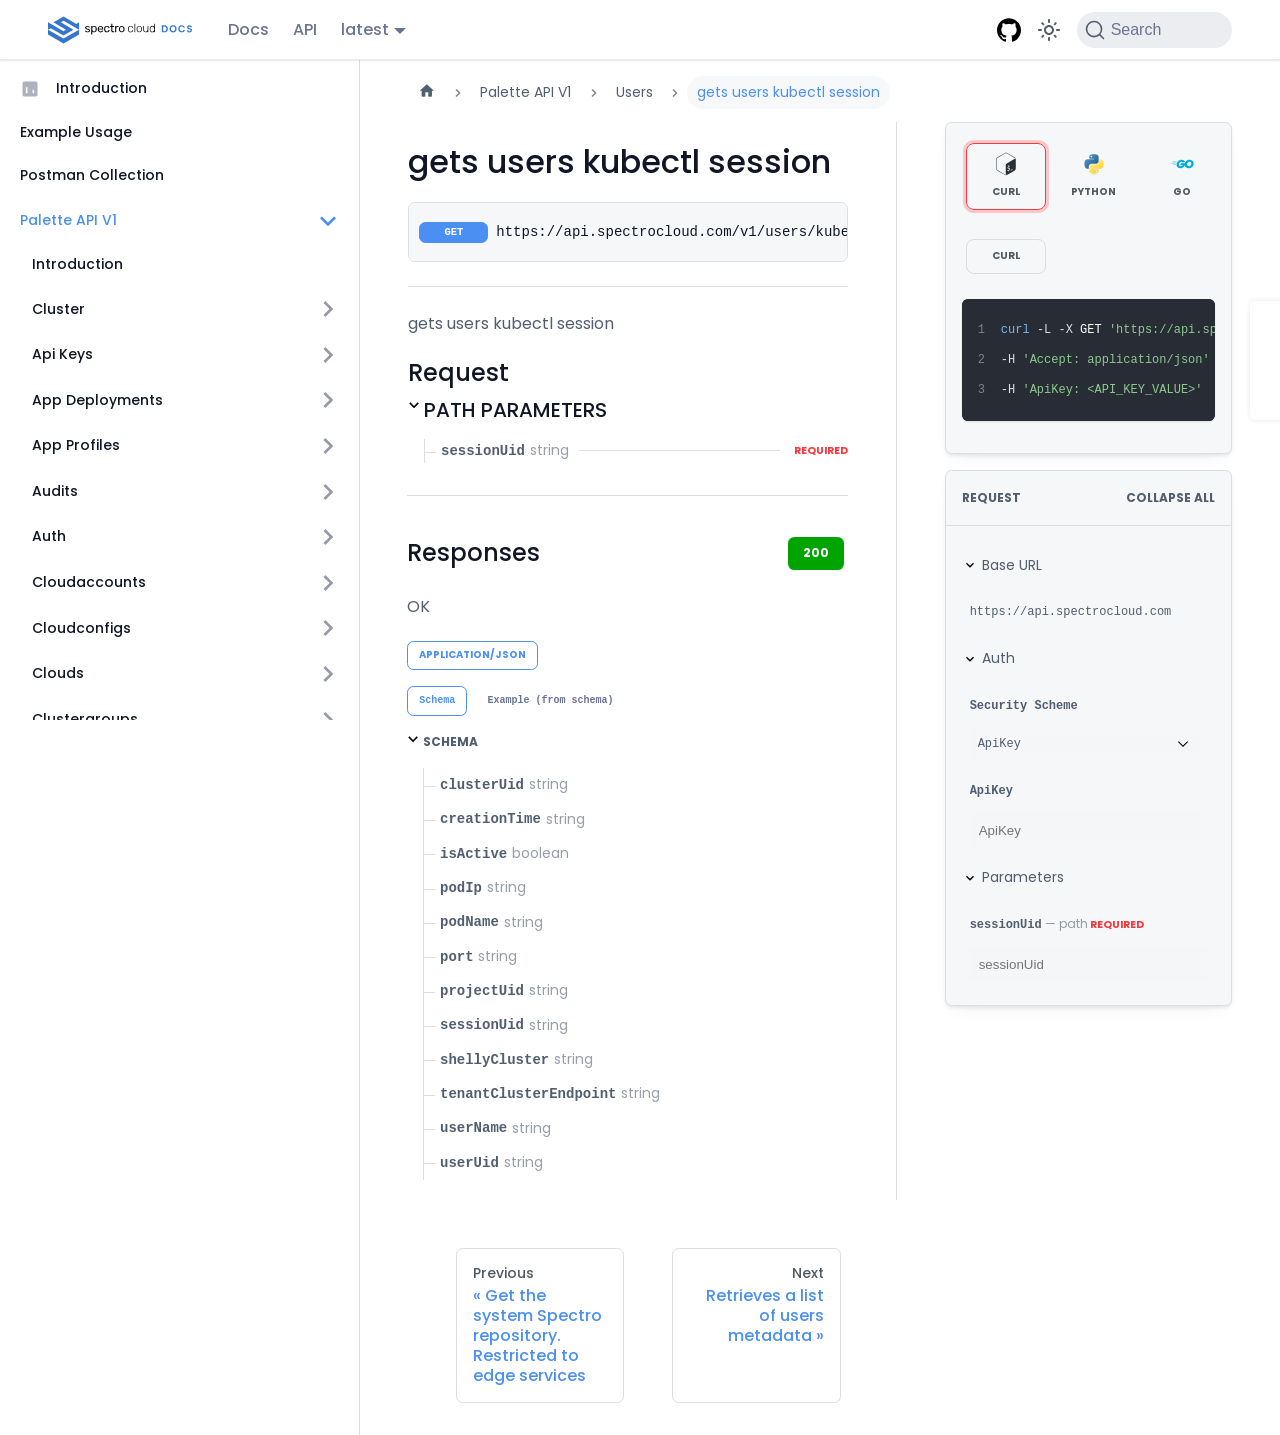 spectro cloud DOCS
Docs
API
latest
Search
Introduction
Example Usage
Postman Collection
Palette API V1
Introduction
Cluster
Api Keys
App Deployments
App Profiles
Audits
Auth
Cloudaccounts
Cloudconfigs
Clouds
Clustergroups
Palette API V1
Users
gets users kubectl session
gets users kubectl session
GET https://api.spectrocloud.com/v1/users/kube
gets users kubectl session
Request
PATH PARAMETERS
sessionUid string REQUIRED
Responses
200
OK
APPLICATION/JSON
Schema
Example (from schema)
SCHEMA
clusterUid string
creationTime string
isActive boolean
podIp string
podName string
port string
projectUid string
sessionUid string
shellyCluster string
tenantClusterEndpoint string
userName string
userUid string
Previous
« Get the
system Spectro
repository.
Restricted to
edge services
Next
Retrieves a list
of users
metadata »
CURL
PYTHON
GO
CURL
1 curl -L -X GET 'https://api.sp
2 -H 'Accept: application/json'
3 -H 'ApiKey: <API_KEY_VALUE>'
REQUEST
COLLAPSE ALL
Base URL
https://api.spectrocloud.com
Auth
Security Scheme
ApiKey
ApiKey
ApiKey
Parameters
sessionUid — path REQUIRED
sessionUid